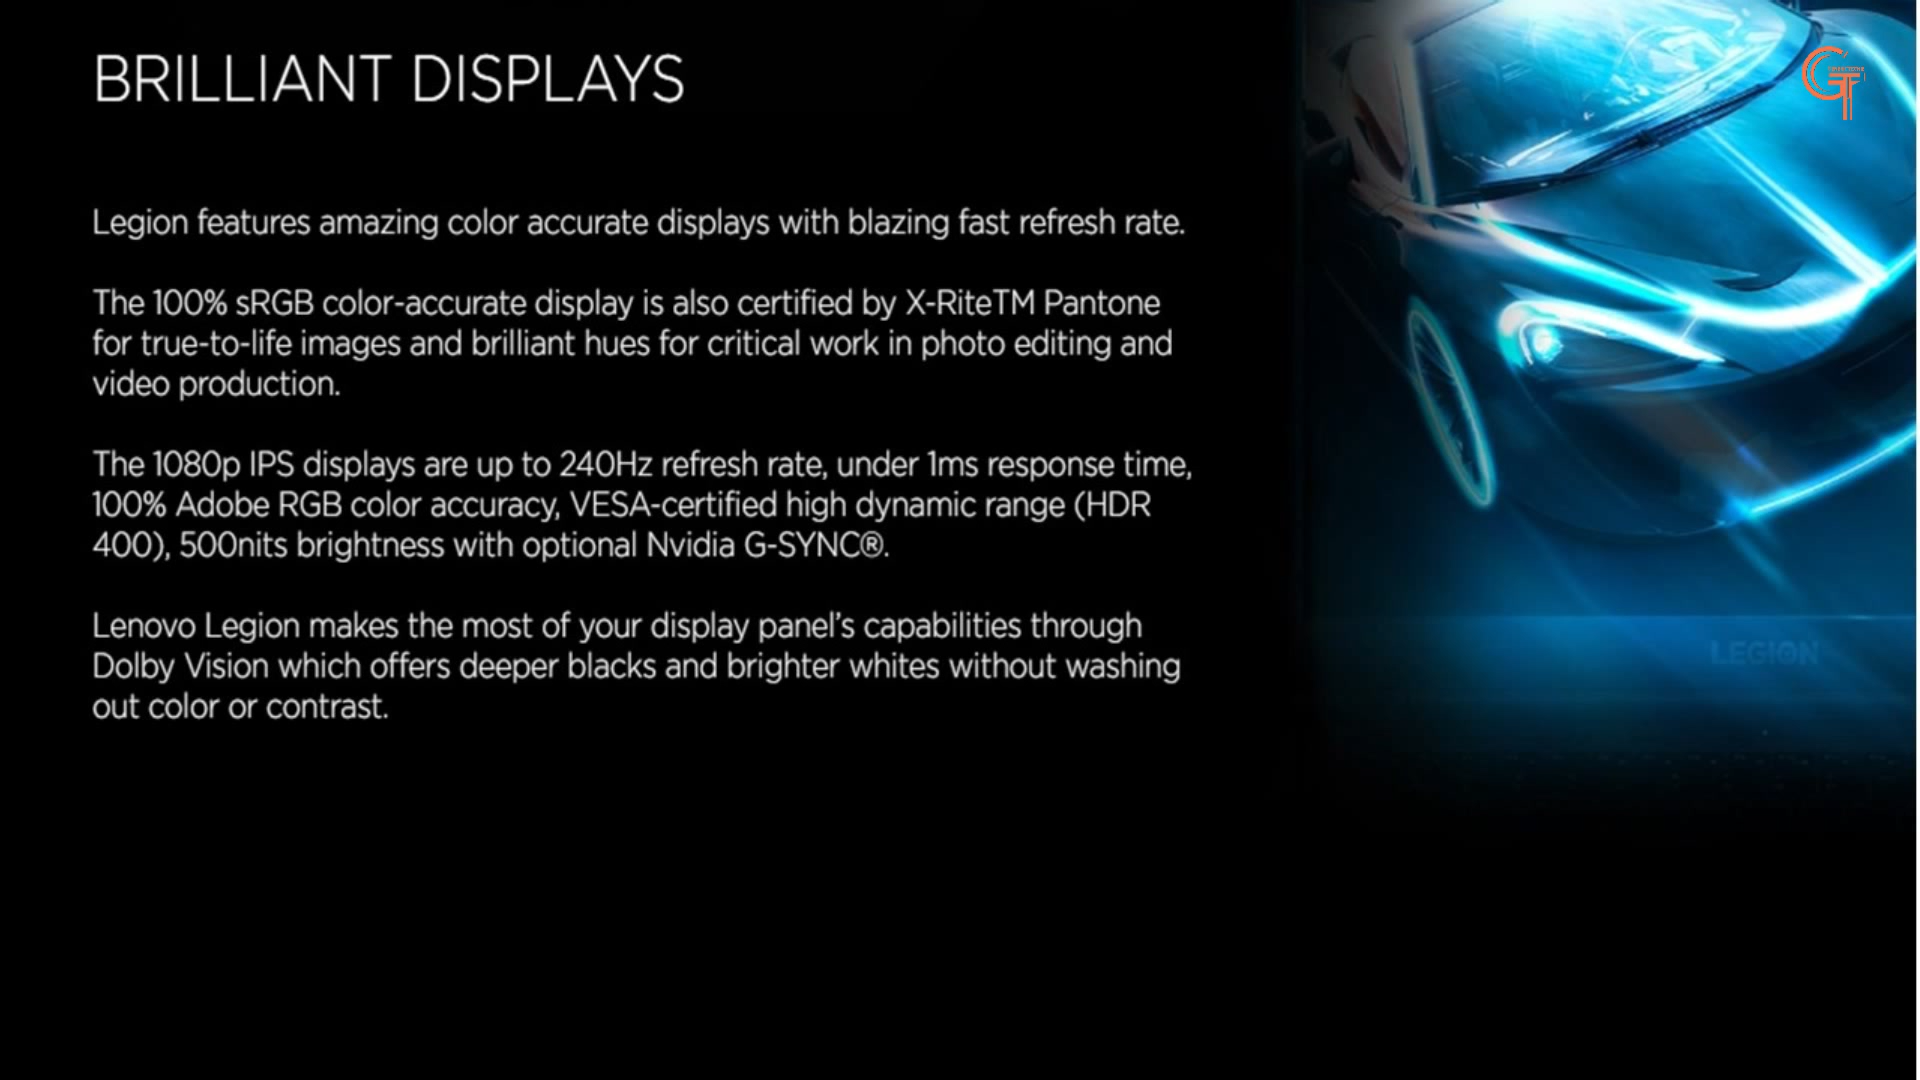 BRILLIANT DISPLAYS
Legion features amazing color accurate displays with blazing fast refresh rate.
The 100% sRGB color-accurate display is also certified by X-RiteTM Pantone
for true-to-life images and brilliant hues for critical work in photo editing and
video production.
The 1080p IPS displays are up to 240Hz refresh rate, under 1ms response time,
100% Adobe RGB color accuracy, VESA-certified high dynamic range (HDR
400), 500nits brightness with optional Nvidia G-SYNC®.
Lenovo Legion makes the most of your display panel’s capabilities through
Dolby Vision which offers deeper blacks and brighter whites without washing
out color or contrast.
GT
LEGION